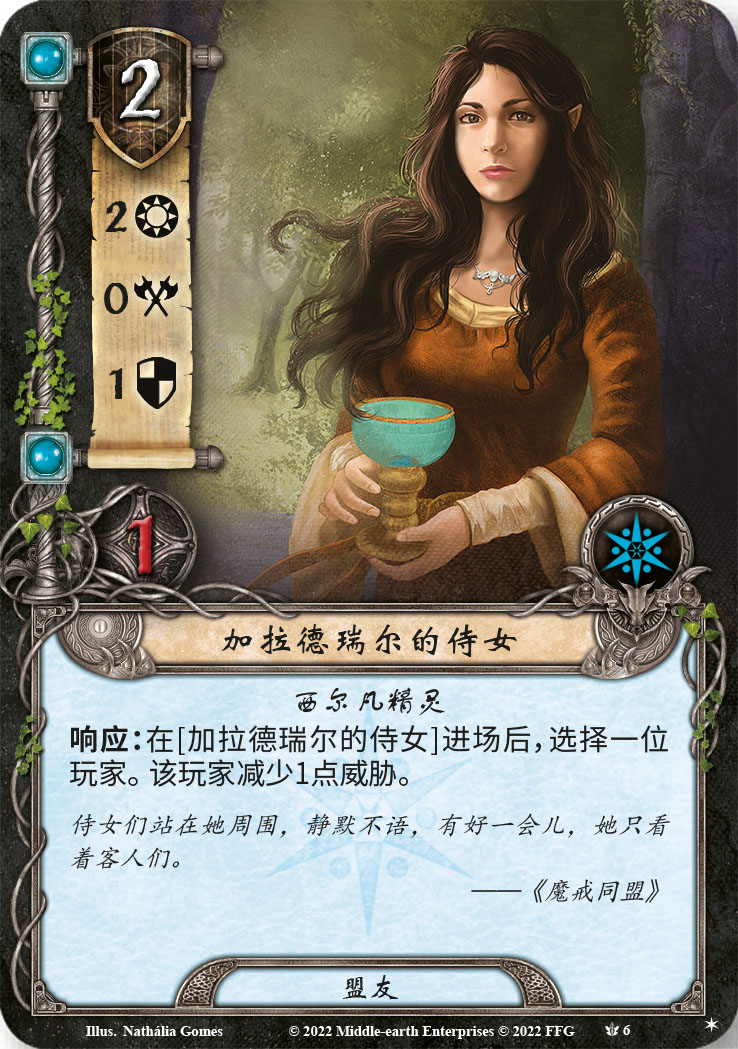 2
2
0
1
1
加拉德瑞尔的侍女
西尔凡精灵
响应：在[加拉德瑞尔的侍女]进场后，选择一位
玩家。该玩家减少1点威胁。
侍女们站在她周围，静默不语，有好一会儿，她只看
着客人们。
——《魔戒同盟》
盟友
Illus. Nathália Gomes © 2022 Middle-earth Enterprises © 2022 FFG 6